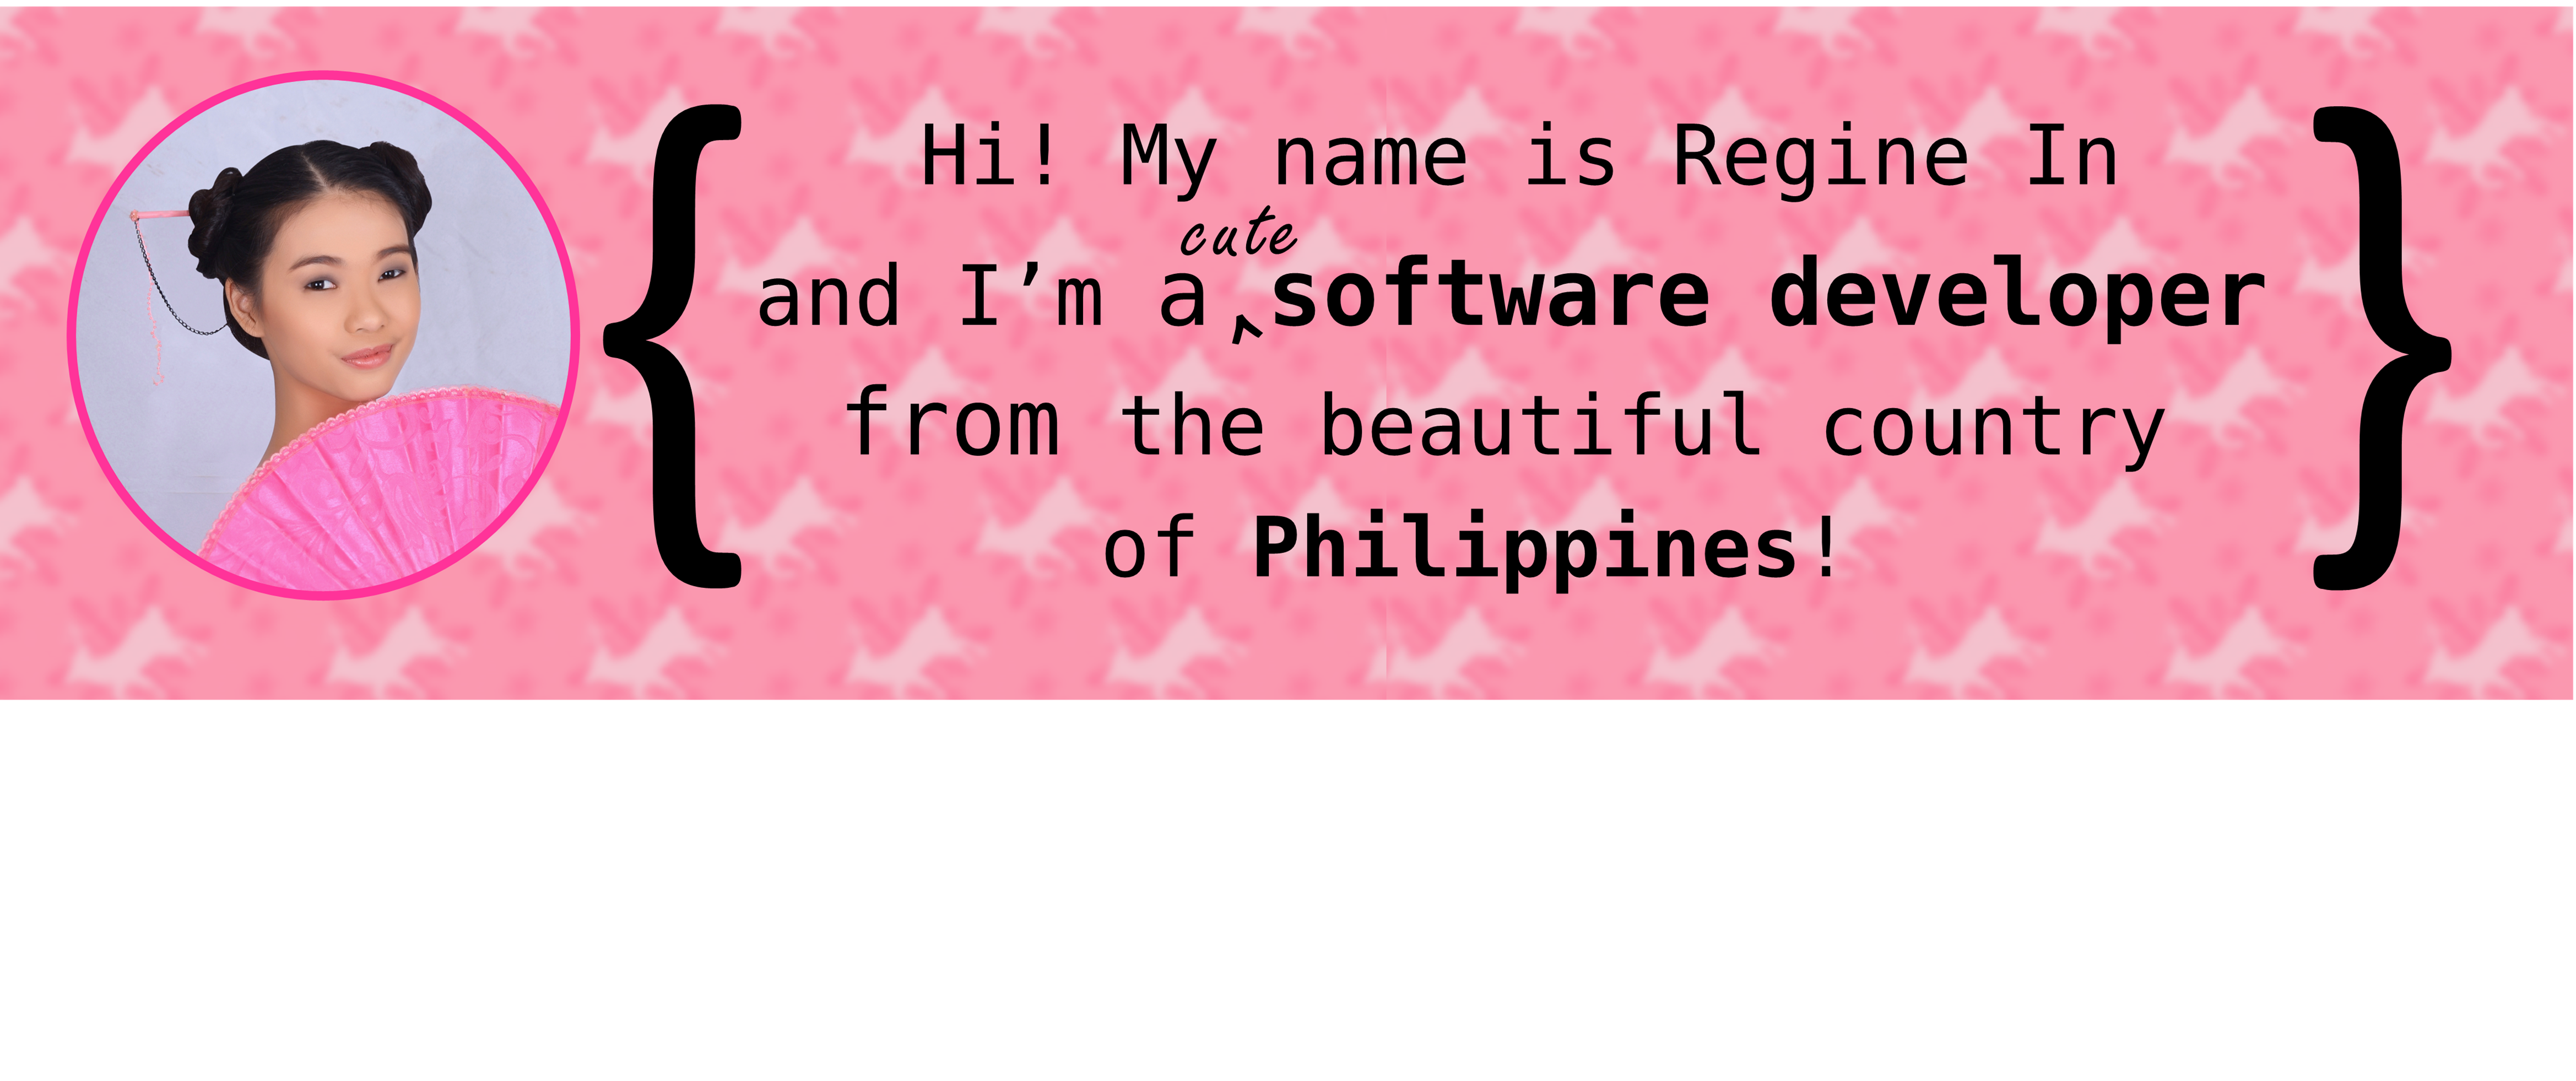 Hi! My name is Regine In
cute
and I’m a ^ software developer
from the beautiful country
of Philippines!